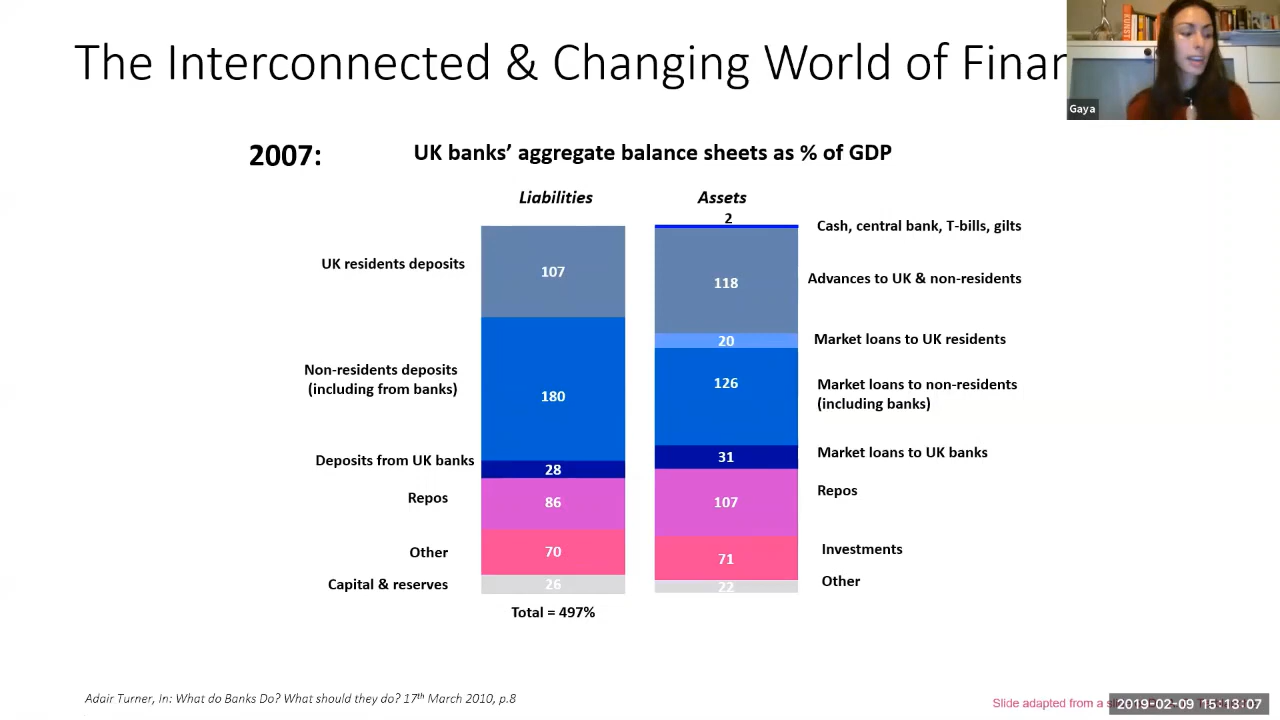 The Interconnected & Changing World of Finan
KUNST
Gaya
2007:
UK banks’ aggregate balance sheets as % of GDP
Liabilities
Assets
2
Cash, central bank, T-bills, gilts
UK residents deposits
107
118
Advances to UK & non-residents
20
Market loans to UK residents
Non-residents deposits
(including from banks)
180
126
Market loans to non-residents
(including banks)
Deposits from UK banks
28
31
Market loans to UK banks
Repos
86
107
Repos
Other
70
71
Investments
Capital & reserves
26
22
Other
Total = 497%
Adair Turner, In: What do Banks Do? What should they do? 17th March 2010, p.8
Slide adapted from a
2019-02-09 15:13:07